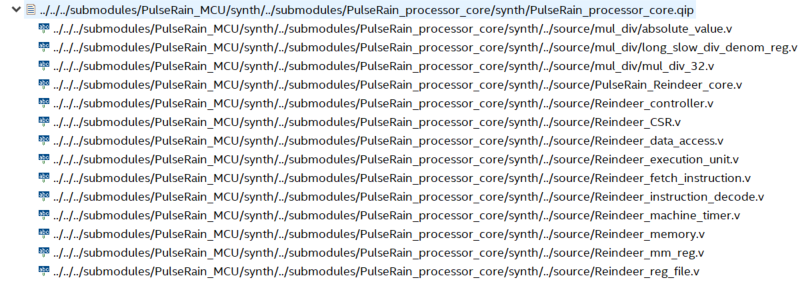 ../../../submodules/PulseRain_MCU/synth/../submodules/PulseRain_processor_core/synth/PulseRain_processor_core.qip
../../../submodules/PulseRain_MCU/synth/../submodules/PulseRain_processor_core/synth/../source/mul_div/absolute_value.v
../../../submodules/PulseRain_MCU/synth/../submodules/PulseRain_processor_core/synth/../source/mul_div/long_slow_div_denom_reg.v
../../../submodules/PulseRain_MCU/synth/../submodules/PulseRain_processor_core/synth/../source/mul_div/mul_div_32.v
../../../submodules/PulseRain_MCU/synth/../submodules/PulseRain_processor_core/synth/../source/PulseRain_Reindeer_core.v
../../../submodules/PulseRain_MCU/synth/../submodules/PulseRain_processor_core/synth/../source/Reindeer_controller.v
../../../submodules/PulseRain_MCU/synth/../submodules/PulseRain_processor_core/synth/../source/Reindeer_CSR.v
../../../submodules/PulseRain_MCU/synth/../submodules/PulseRain_processor_core/synth/../source/Reindeer_data_access.v
../../../submodules/PulseRain_MCU/synth/../submodules/PulseRain_processor_core/synth/../source/Reindeer_execution_unit.v
../../../submodules/PulseRain_MCU/synth/../submodules/PulseRain_processor_core/synth/../source/Reindeer_fetch_instruction.v
../../../submodules/PulseRain_MCU/synth/../submodules/PulseRain_processor_core/synth/../source/Reindeer_instruction_decode.v
../../../submodules/PulseRain_MCU/synth/../submodules/PulseRain_processor_core/synth/../source/Reindeer_machine_timer.v
../../../submodules/PulseRain_MCU/synth/../submodules/PulseRain_processor_core/synth/../source/Reindeer_memory.v
../../../submodules/PulseRain_MCU/synth/../submodules/PulseRain_processor_core/synth/../source/Reindeer_mm_reg.v
../../../submodules/PulseRain_MCU/synth/../submodules/PulseRain_processor_core/synth/../source/Reindeer_reg_file.v